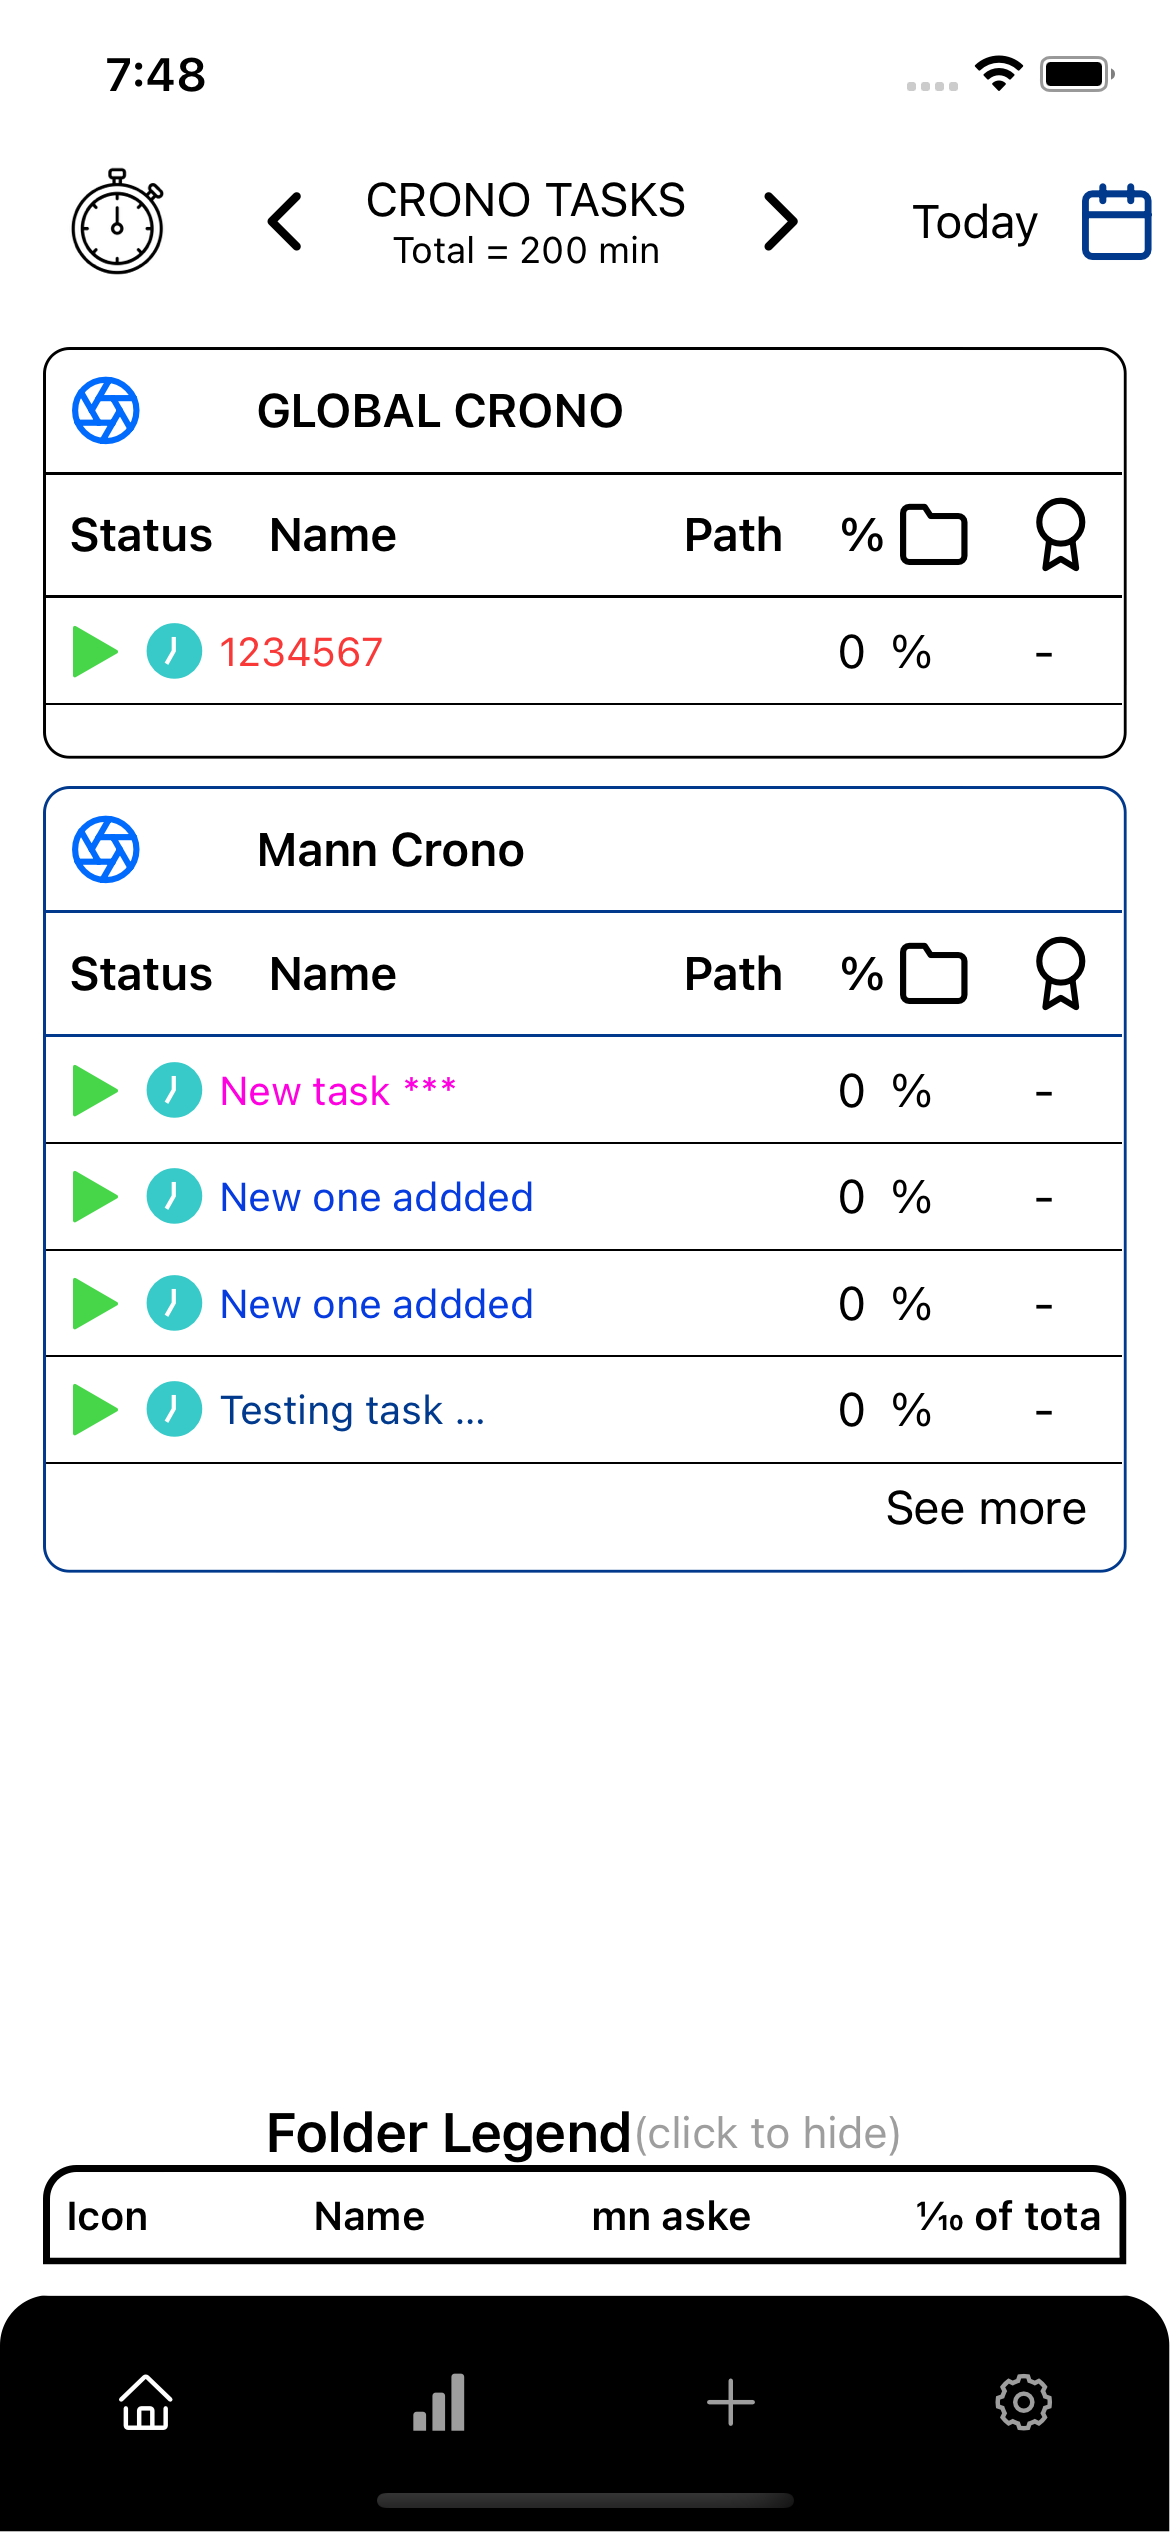 7:48
CRONO TASKS
Total = 200 min
Today
GLOBAL CRONO
Status Name Path %
1234567 0 % -
Mann Crono
Status Name Path %
New task *** 0 % -
New one addded 0 % -
New one addded 0 % -
Testing task ... 0 % -
See more
Folder Legend(click to hide)
Icon Name mn aske ⅒ of tota